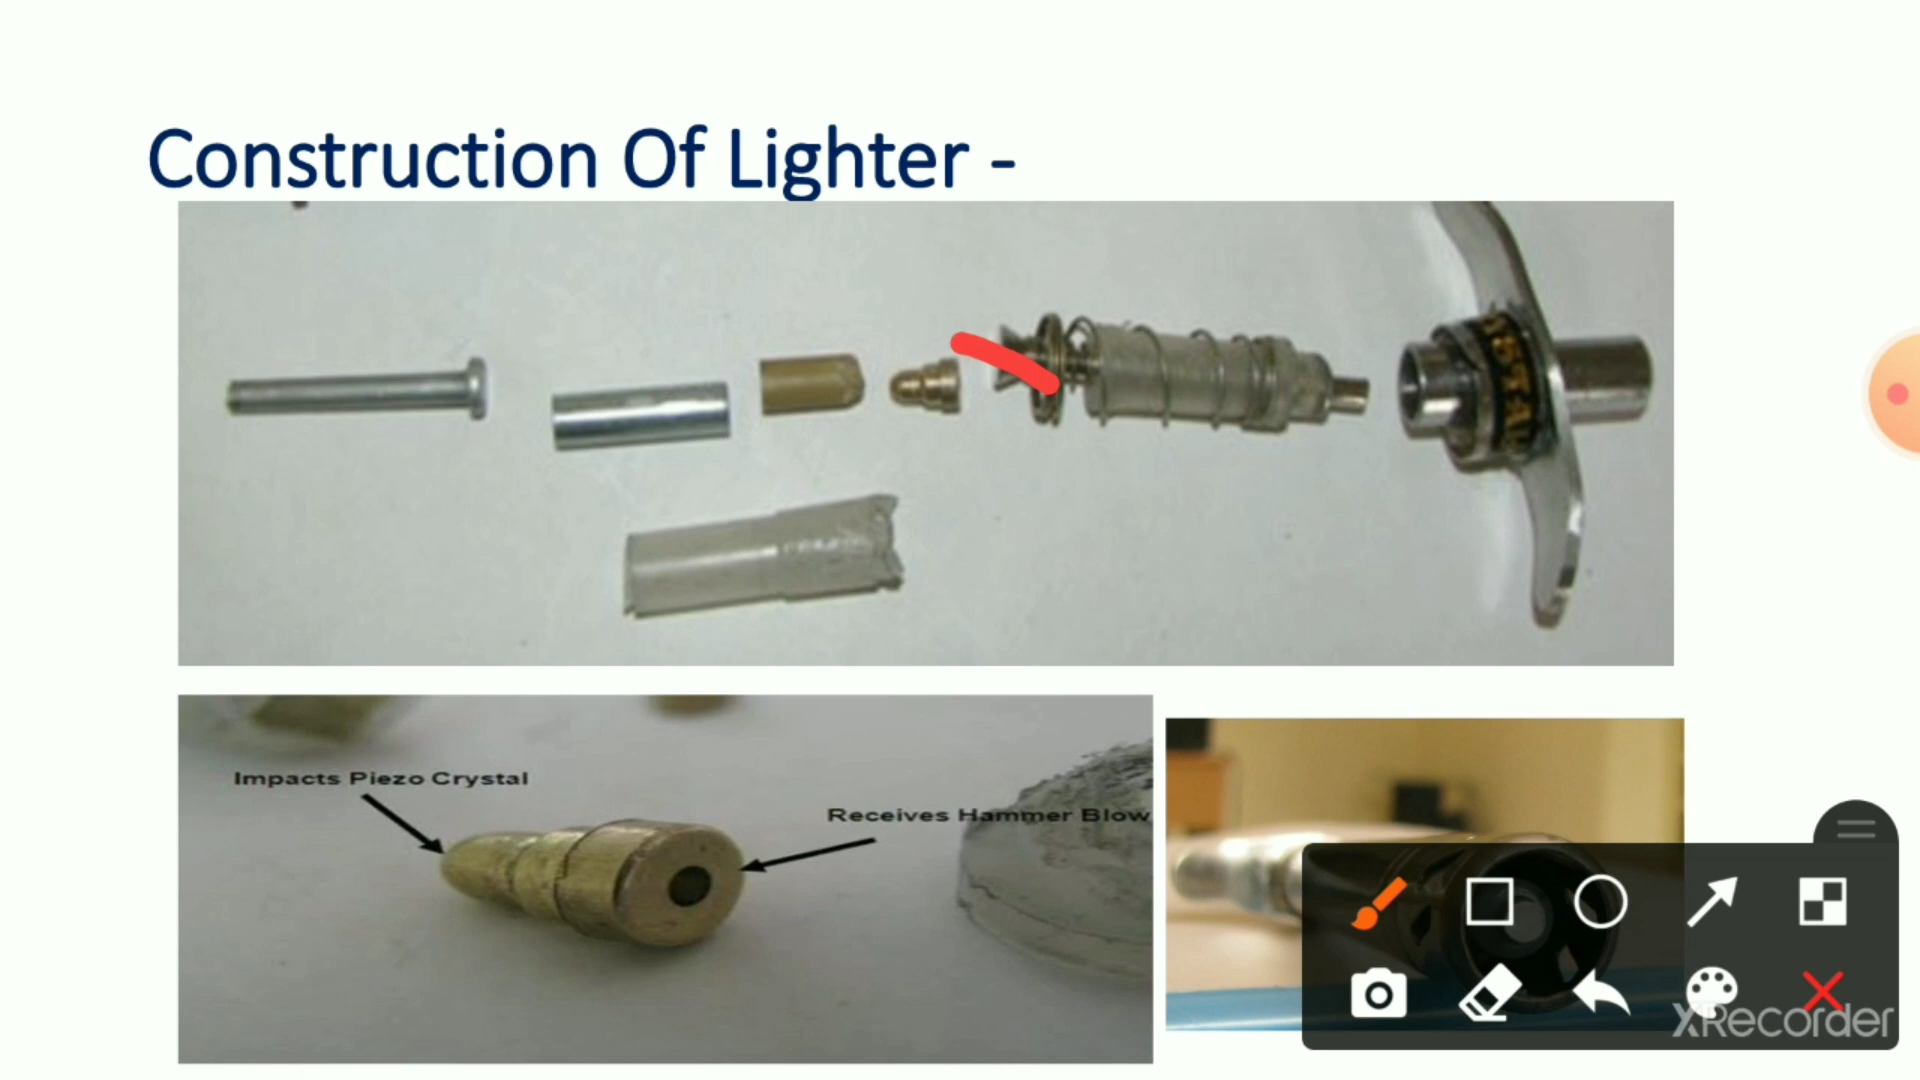 Construction Of Lighter -
Impacts Piezo Crystal
Receives Hammer Blow
XRecorder